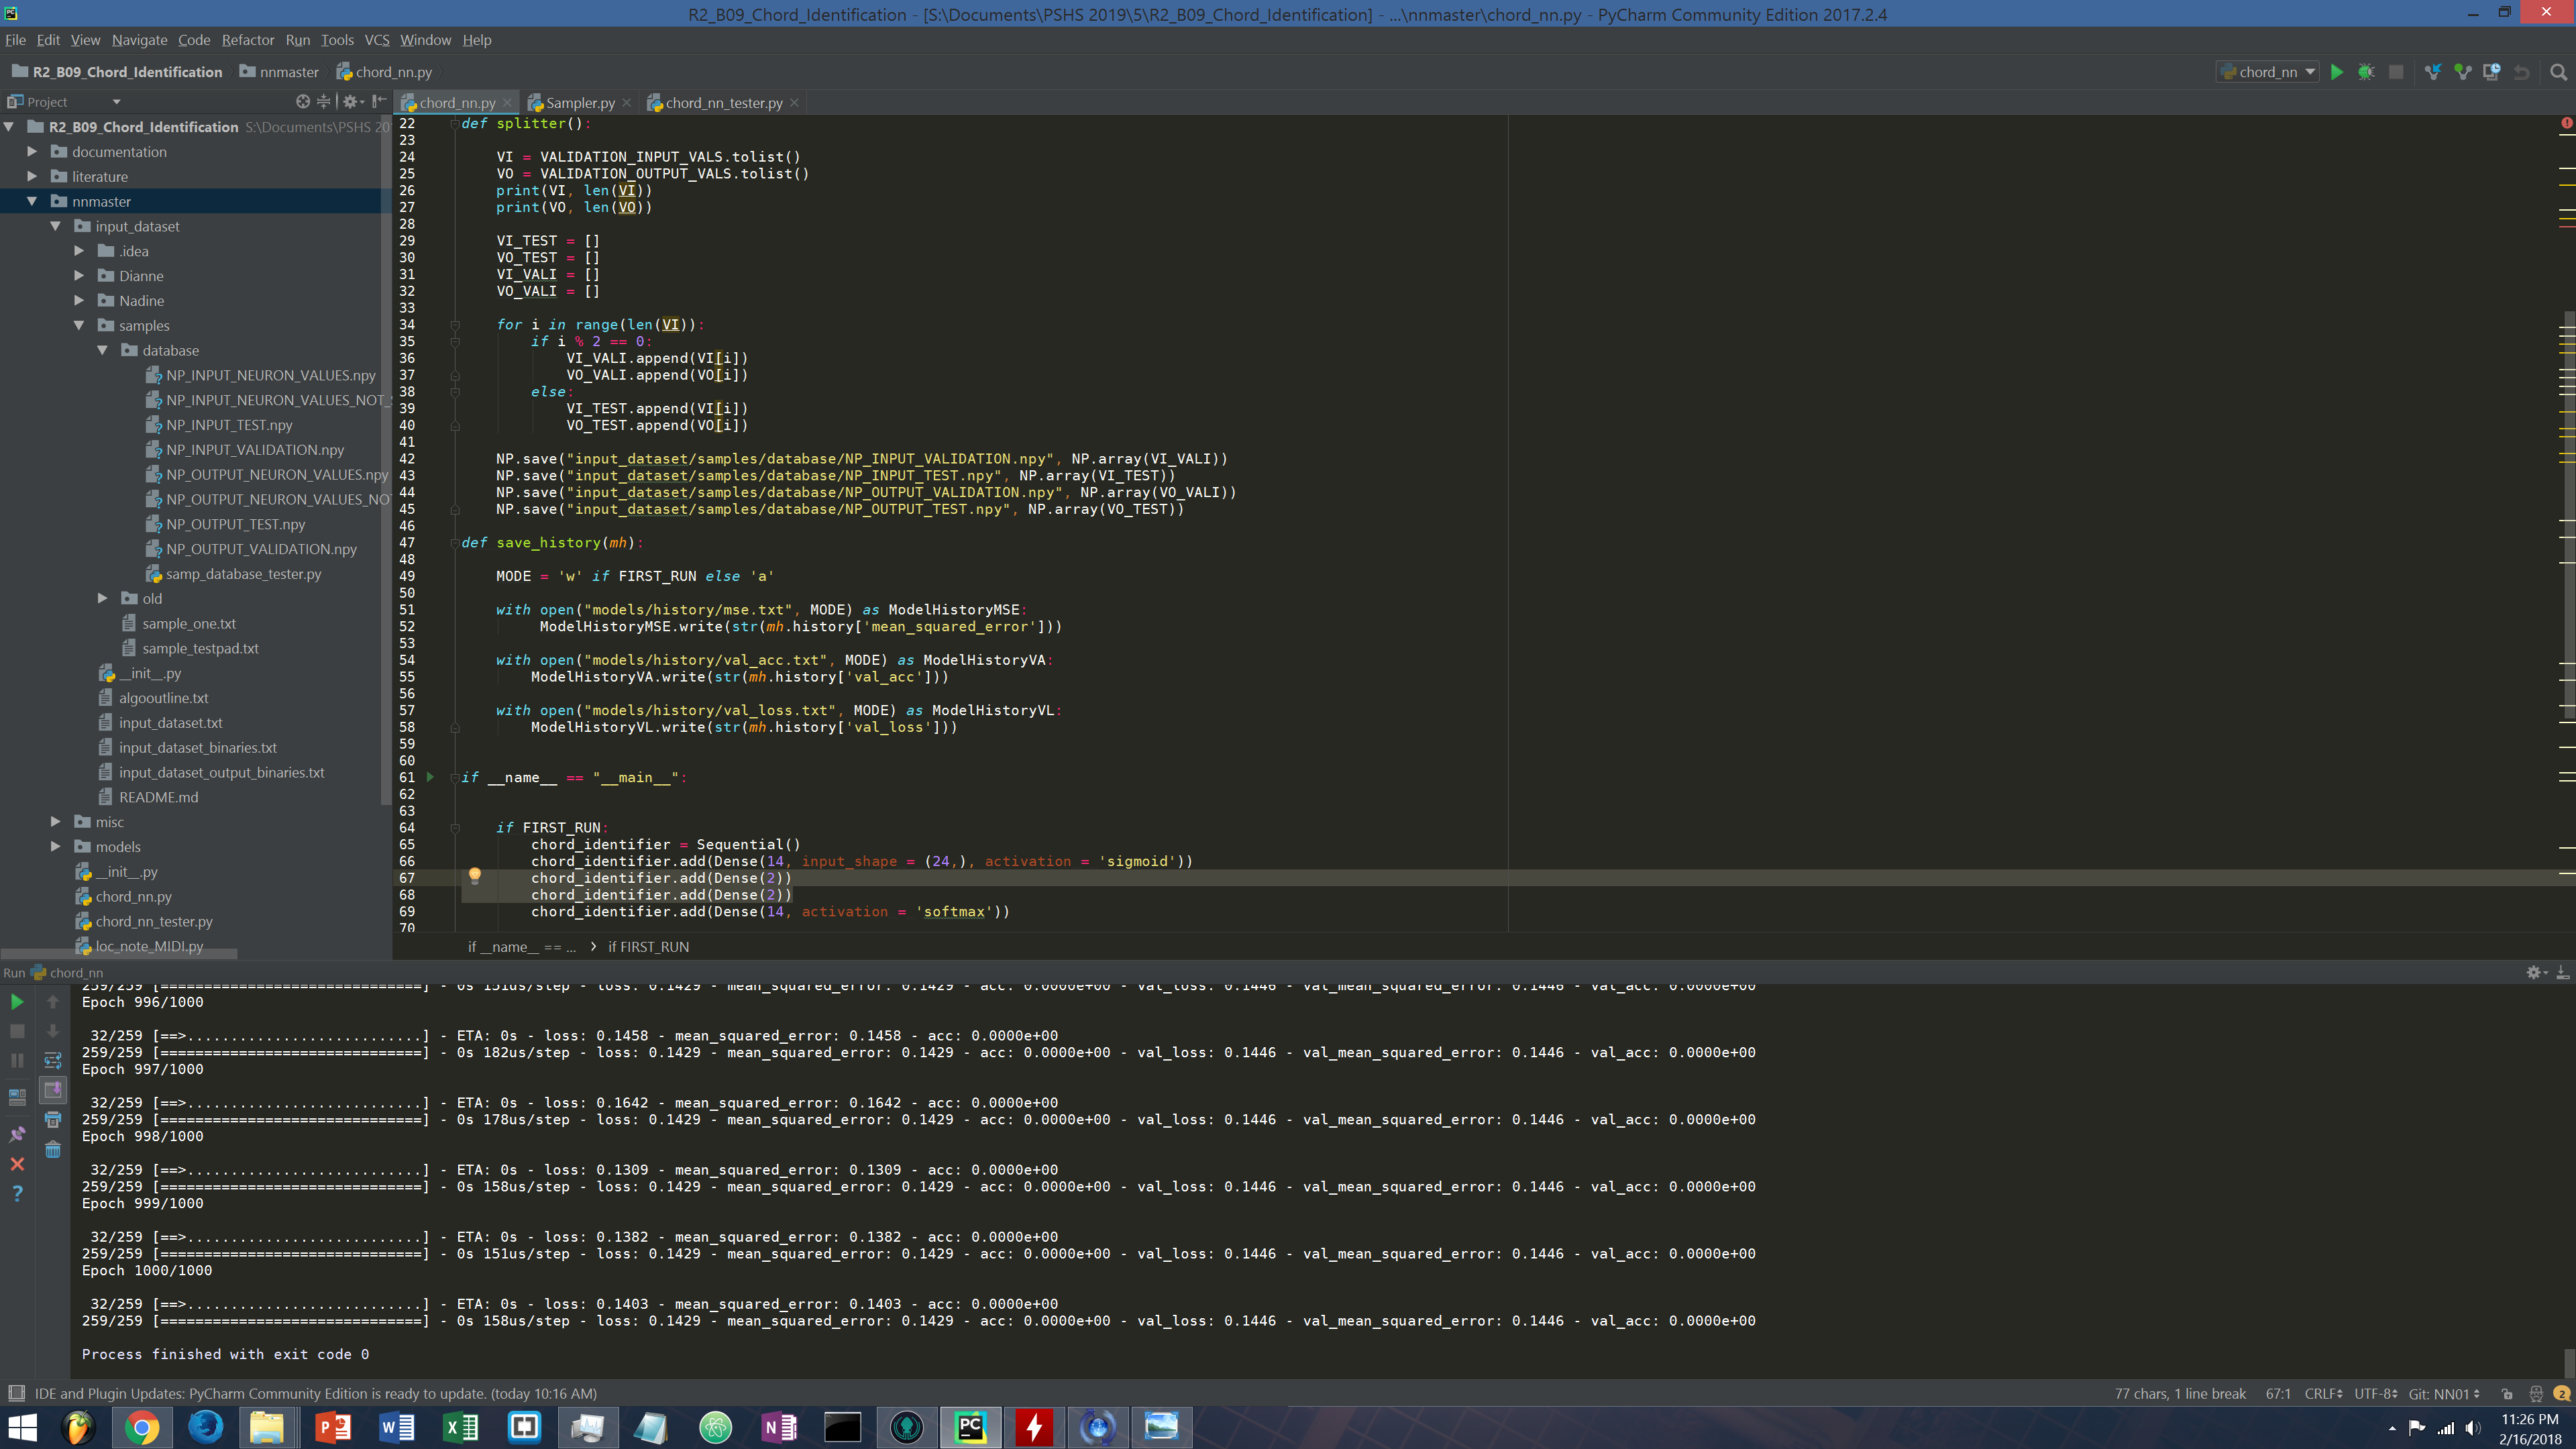 R2_B09_Chord_Identification - [S:\Documents\PSHS 2019\5\R2_B09_Chord_Identification] - ...\nnmaster\chord_nn.py - PyCharm Community Edition 2017.2.4
File Edit View Navigate Code Refactor Run Tools VCS Window Help
R2_B09_Chord_Identification nnmaster chord_nn.py
chord_nn
Project
chord_nn.py Sampler.py chord_nn_tester.py
R2_B09_Chord_Identification S:\Documents\PSHS 20
documentation
literature
nnmaster
input_dataset
.idea
Dianne
Nadine
samples
database
NP_INPUT_NEURON_VALUES.npy
NP_INPUT_NEURON_VALUES_NOT_
NP_INPUT_TEST.npy
NP_INPUT_VALIDATION.npy
NP_OUTPUT_NEURON_VALUES.npy
NP_OUTPUT_NEURON_VALUES_NO
NP_OUTPUT_TEST.npy
NP_OUTPUT_VALIDATION.npy
samp_database_tester.py
old
sample_one.txt
sample_testpad.txt
__init__.py
algooutline.txt
input_dataset.txt
input_dataset_binaries.txt
input_dataset_output_binaries.txt
README.md
misc
models
__init__.py
chord_nn.py
chord_nn_tester.py
loc_note_MIDI.py
22 def splitter():
23
24 VI = VALIDATION_INPUT_VALS.tolist()
25 VO = VALIDATION_OUTPUT_VALS.tolist()
26 print(VI, len(VI))
27 print(VO, len(VO))
28
29 VI_TEST = []
30 VO_TEST = []
31 VI_VALI = []
32 VO_VALI = []
33
34 for i in range(len(VI)):
35 if i % 2 == 0:
36 VI_VALI.append(VI[i])
37 VO_VALI.append(VO[i])
38 else:
39 VI_TEST.append(VI[i])
40 VO_TEST.append(VO[i])
41
42 NP.save("input_dataset/samples/database/NP_INPUT_VALIDATION.npy", NP.array(VI_VALI))
43 NP.save("input_dataset/samples/database/NP_INPUT_TEST.npy", NP.array(VI_TEST))
44 NP.save("input_dataset/samples/database/NP_OUTPUT_VALIDATION.npy", NP.array(VO_VALI))
45 NP.save("input_dataset/samples/database/NP_OUTPUT_TEST.npy", NP.array(VO_TEST))
46
47 def save_history(mh):
48
49 MODE = 'w' if FIRST_RUN else 'a'
50
51 with open("models/history/mse.txt", MODE) as ModelHistoryMSE:
52 ModelHistoryMSE.write(str(mh.history['mean_squared_error']))
53
54 with open("models/history/val_acc.txt", MODE) as ModelHistoryVA:
55 ModelHistoryVA.write(str(mh.history['val_acc']))
56
57 with open("models/history/val_loss.txt", MODE) as ModelHistoryVL:
58 ModelHistoryVL.write(str(mh.history['val_loss']))
59
60
61 if __name__ == "__main__":
62
63
64 if FIRST_RUN:
65 chord_identifier = Sequential()
66 chord_identifier.add(Dense(14, input_shape = (24,), activation = 'sigmoid'))
67 chord_identifier.add(Dense(2))
68 chord_identifier.add(Dense(2))
69 chord_identifier.add(Dense(14, activation = 'softmax'))
70
if __name__ == ... > if FIRST_RUN
Run chord_nn
259/259 [==============================] - 0s 151us/step - loss: 0.1429 - mean_squared_error: 0.1429 - acc: 0.0000e+00 - val_loss: 0.1446 - val_mean_squared_error: 0.1446 - val_acc: 0.0000e+00
Epoch 996/1000
32/259 [==>...........................] - ETA: 0s - loss: 0.1458 - mean_squared_error: 0.1458 - acc: 0.0000e+00
259/259 [==============================] - 0s 182us/step - loss: 0.1429 - mean_squared_error: 0.1429 - acc: 0.0000e+00 - val_loss: 0.1446 - val_mean_squared_error: 0.1446 - val_acc: 0.0000e+00
Epoch 997/1000
32/259 [==>...........................] - ETA: 0s - loss: 0.1642 - mean_squared_error: 0.1642 - acc: 0.0000e+00
259/259 [==============================] - 0s 178us/step - loss: 0.1429 - mean_squared_error: 0.1429 - acc: 0.0000e+00 - val_loss: 0.1446 - val_mean_squared_error: 0.1446 - val_acc: 0.0000e+00
Epoch 998/1000
32/259 [==>...........................] - ETA: 0s - loss: 0.1309 - mean_squared_error: 0.1309 - acc: 0.0000e+00
259/259 [==============================] - 0s 158us/step - loss: 0.1429 - mean_squared_error: 0.1429 - acc: 0.0000e+00 - val_loss: 0.1446 - val_mean_squared_error: 0.1446 - val_acc: 0.0000e+00
Epoch 999/1000
32/259 [==>...........................] - ETA: 0s - loss: 0.1382 - mean_squared_error: 0.1382 - acc: 0.0000e+00
259/259 [==============================] - 0s 151us/step - loss: 0.1429 - mean_squared_error: 0.1429 - acc: 0.0000e+00 - val_loss: 0.1446 - val_mean_squared_error: 0.1446 - val_acc: 0.0000e+00
Epoch 1000/1000
32/259 [==>...........................] - ETA: 0s - loss: 0.1403 - mean_squared_error: 0.1403 - acc: 0.0000e+00
259/259 [==============================] - 0s 158us/step - loss: 0.1429 - mean_squared_error: 0.1429 - acc: 0.0000e+00 - val_loss: 0.1446 - val_mean_squared_error: 0.1446 - val_acc: 0.0000e+00
Process finished with exit code 0
IDE and Plugin Updates: PyCharm Community Edition is ready to update. (today 10:16 AM)
77 chars, 1 line break 67:1 CRLF UTF-8 Git: NN01 2
11:26 PM
2/16/2018